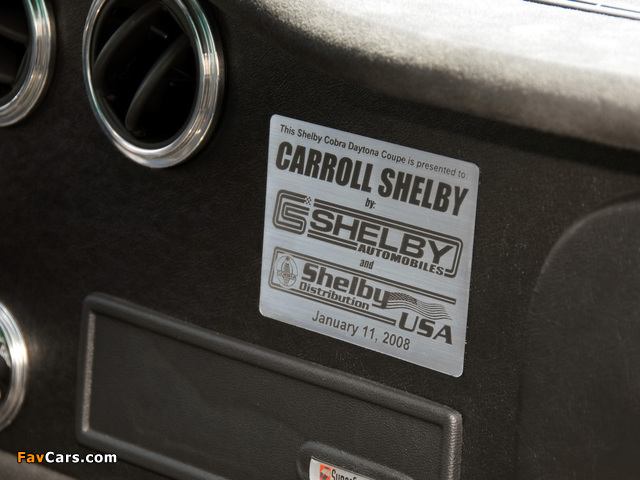 This Shelby Cobra Daytona Coupe is presented to:
CARROLL SHELBY
by:
CS SHELBY
AUTOMOBILES
and
Shelby
Distribution USA
January 11, 2008
FavCars.com